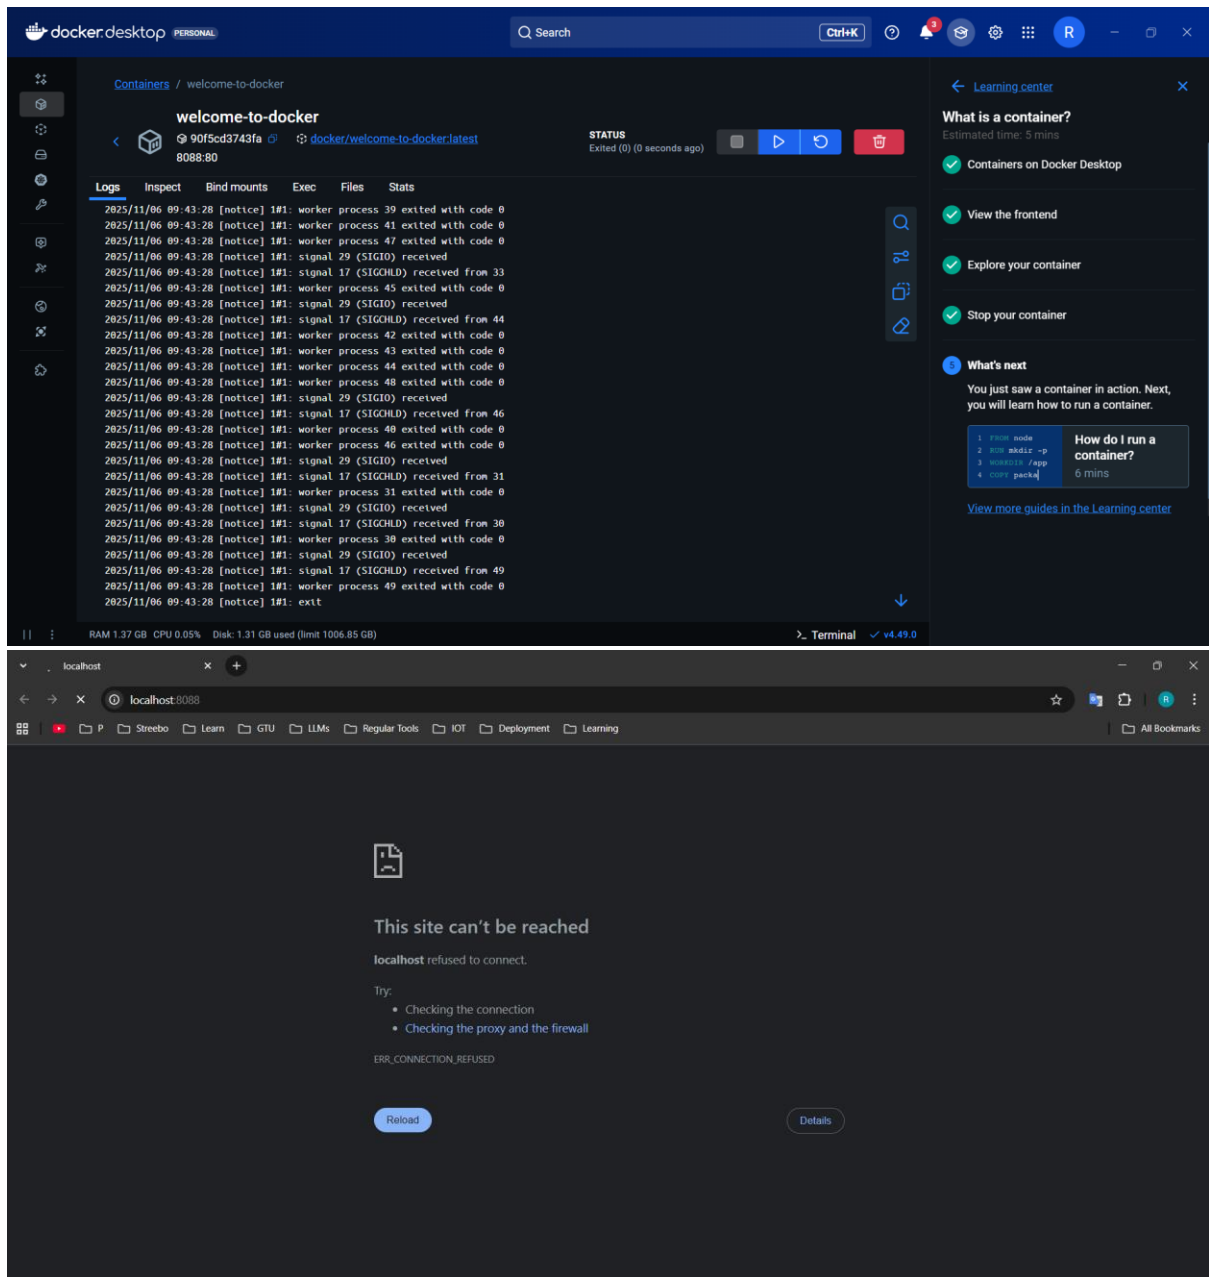 docker.desktop PERSONAL
Search
Ctrl+K
3
R
Containers / welcome-to-docker
welcome-to-docker
90f5cd3743fa docker/welcome-to-docker:latest
8088:80
STATUS
Exited (0) (0 seconds ago)
Logs Inspect Bind mounts Exec Files Stats
2025/11/06 09:43:28 [notice] 1#1: worker process 39 exited with code 0
2025/11/06 09:43:28 [notice] 1#1: worker process 41 exited with code 0
2025/11/06 09:43:28 [notice] 1#1: worker process 47 exited with code 0
2025/11/06 09:43:28 [notice] 1#1: signal 29 (SIGIO) received
2025/11/06 09:43:28 [notice] 1#1: signal 17 (SIGCHLD) received from 33
2025/11/06 09:43:28 [notice] 1#1: worker process 45 exited with code 0
2025/11/06 09:43:28 [notice] 1#1: signal 29 (SIGIO) received
2025/11/06 09:43:28 [notice] 1#1: signal 17 (SIGCHLD) received from 44
2025/11/06 09:43:28 [notice] 1#1: worker process 42 exited with code 0
2025/11/06 09:43:28 [notice] 1#1: worker process 43 exited with code 0
2025/11/06 09:43:28 [notice] 1#1: worker process 44 exited with code 0
2025/11/06 09:43:28 [notice] 1#1: worker process 48 exited with code 0
2025/11/06 09:43:28 [notice] 1#1: signal 29 (SIGIO) received
2025/11/06 09:43:28 [notice] 1#1: signal 17 (SIGCHLD) received from 46
2025/11/06 09:43:28 [notice] 1#1: worker process 40 exited with code 0
2025/11/06 09:43:28 [notice] 1#1: worker process 46 exited with code 0
2025/11/06 09:43:28 [notice] 1#1: signal 29 (SIGIO) received
2025/11/06 09:43:28 [notice] 1#1: signal 17 (SIGCHLD) received from 31
2025/11/06 09:43:28 [notice] 1#1: worker process 31 exited with code 0
2025/11/06 09:43:28 [notice] 1#1: signal 29 (SIGIO) received
2025/11/06 09:43:28 [notice] 1#1: signal 17 (SIGCHLD) received from 30
2025/11/06 09:43:28 [notice] 1#1: worker process 30 exited with code 0
2025/11/06 09:43:28 [notice] 1#1: signal 29 (SIGIO) received
2025/11/06 09:43:28 [notice] 1#1: signal 17 (SIGCHLD) received from 49
2025/11/06 09:43:28 [notice] 1#1: worker process 49 exited with code 0
2025/11/06 09:43:28 [notice] 1#1: exit
RAM 1.37 GB CPU 0.05% Disk: 1.31 GB used (limit 1006.85 GB)
>_ Terminal
v4.49.0
Learning center
What is a container?
Estimated time: 5 mins
Containers on Docker Desktop
View the frontend
Explore your container
Stop your container
5 What's next
You just saw a container in action. Next,
you will learn how to run a container.
1 FROM node
2 RUN mkdir -p
3 WORKDIR /app
4 COPY packa
How do I run a
container?
6 mins
View more guides in the Learning center
localhost
localhost:8088
R
P Streebo Learn GTU LLMs Regular Tools IOT Deployment Learning
All Bookmarks
This site can't be reached
localhost refused to connect.
Try:
• Checking the connection
• Checking the proxy and the firewall
ERR_CONNECTION_REFUSED
Reload
Details